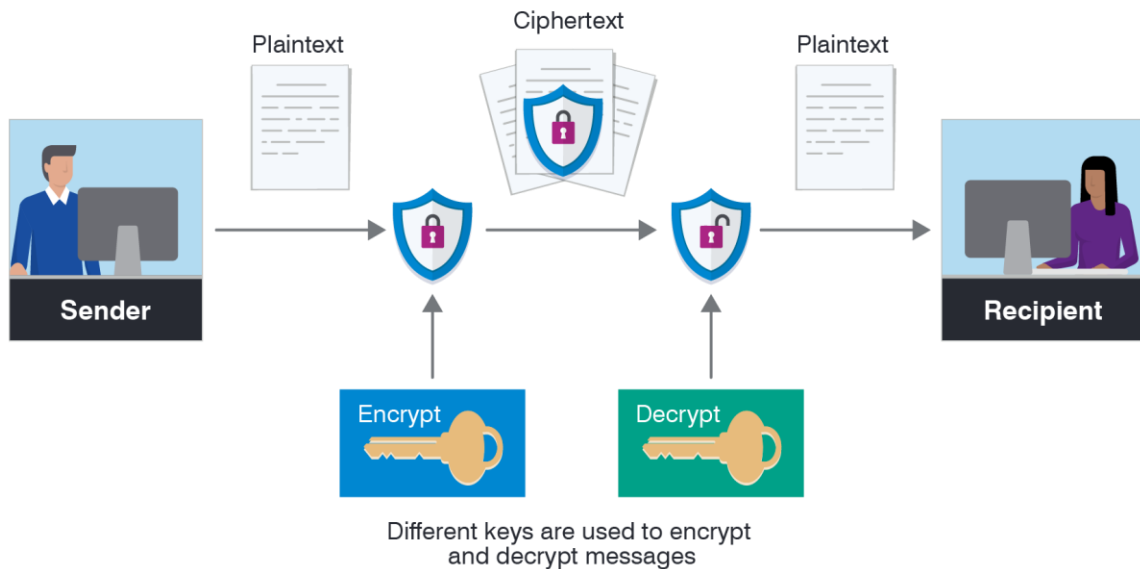 Ciphertext
Plaintext
Plaintext
Sender
Recipient
Encrypt
Decrypt
Different keys are used to encrypt
and decrypt messages